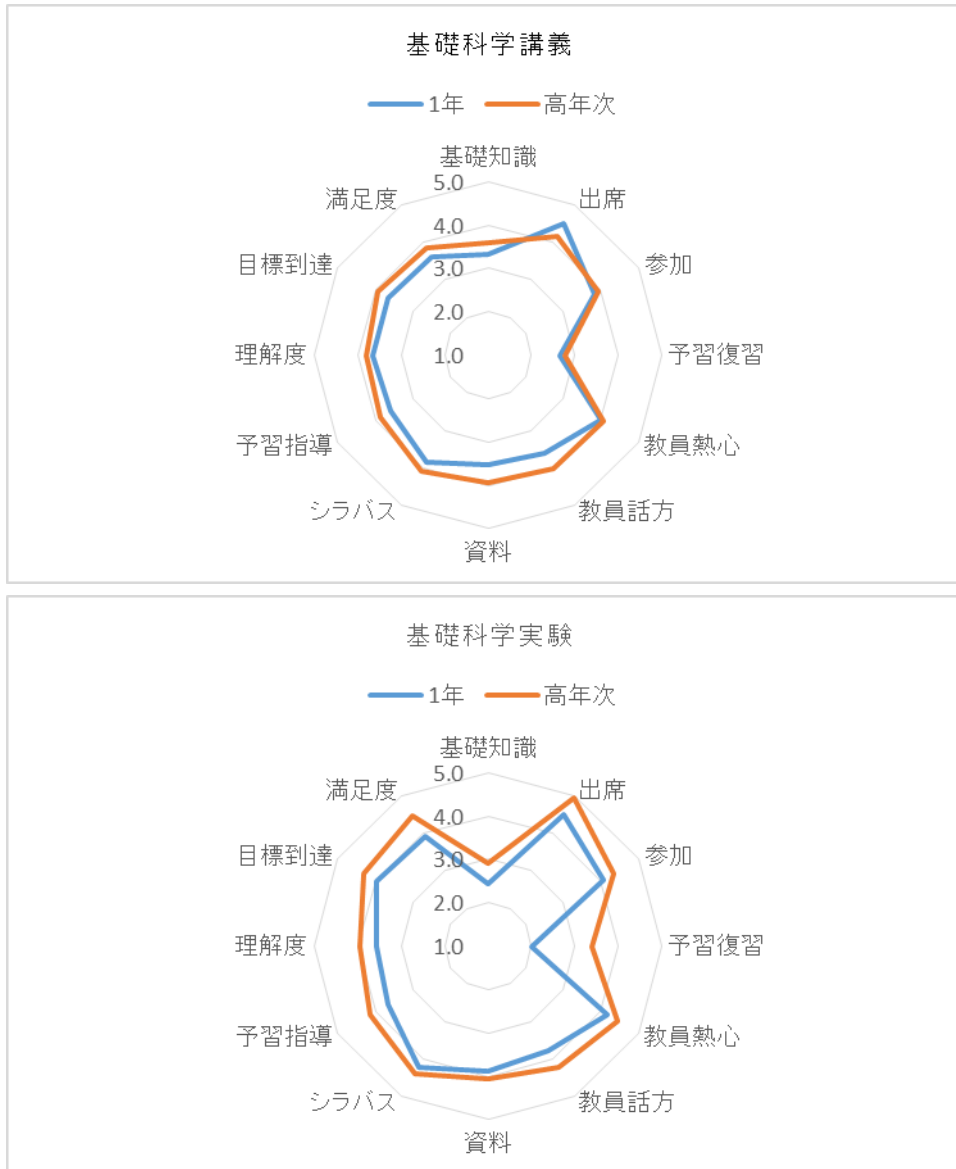 基礎科学講義
1年 高年次
基礎知識
5.0
満足度
出席
4.0
目標到達
参加
3.0
2.0
理解度
1.0
予習復習
予習指導
教員熱心
シラバス
教員話方
資料
基礎科学実験
1年 高年次
基礎知識
5.0
満足度
出席
4.0
目標到達
参加
3.0
2.0
理解度
1.0
予習復習
予習指導
教員熱心
シラバス
教員話方
資料